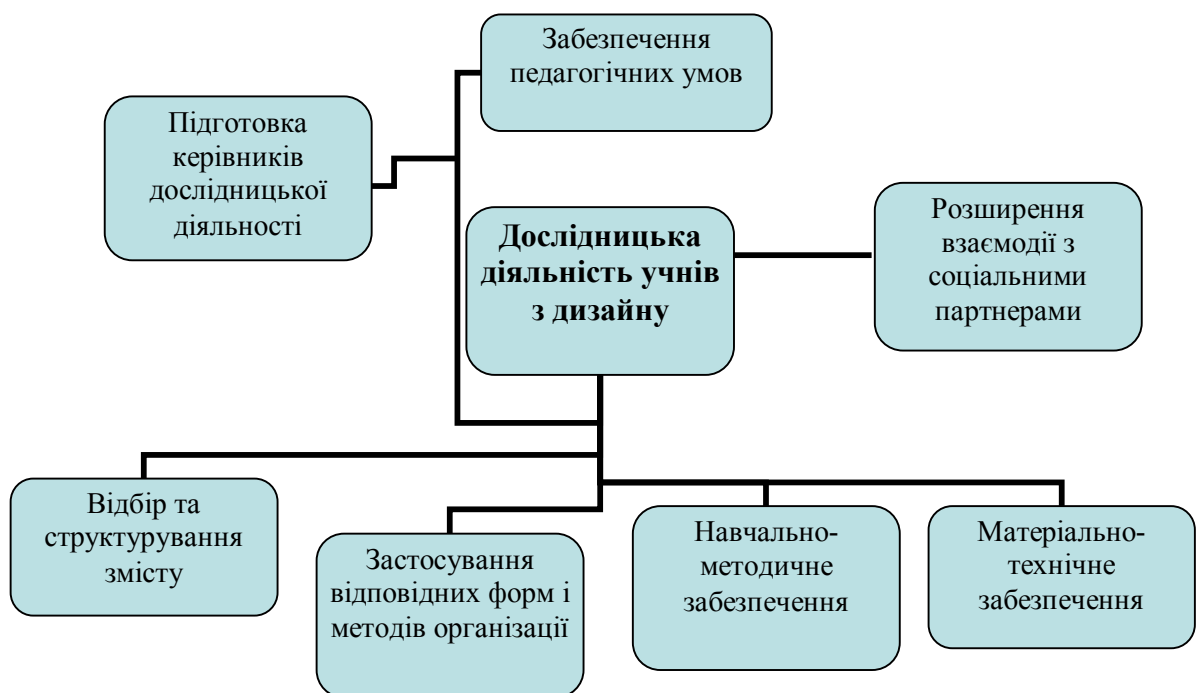 Забезпечення
педагогічних умов
Підготовка
керівників
дослідницької
діяльності
Дослідницька
діяльність учнів
з дизайну
Розширення
взаємодії з
соціальними
партнерами
Відбір та
структурування
змісту
Застосування
відповідних форм і
методів організації
Навчально-
методичне
забезпечення
Матеріально-
технічне
забезпечення